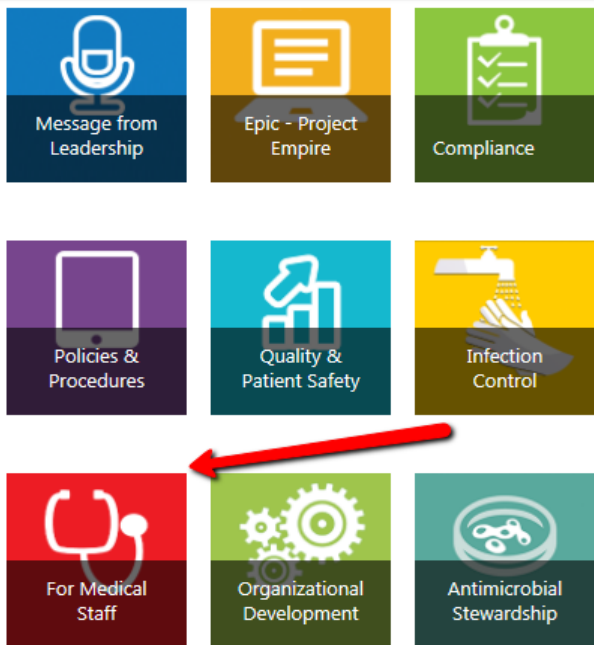 Message from
Leadership
Epic - Project
Empire
Compliance
Policies &
Procedures
Quality &
Patient Safety
Infection
Control
For Medical
Staff
Organizational
Development
Antimicrobial
Stewardship